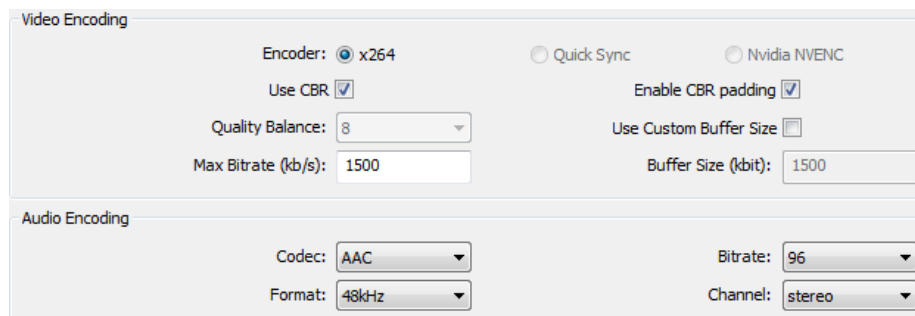 Video Encoding
Encoder: x264 Quick Sync Nvidia NVENC
Use CBR Enable CBR padding
Quality Balance: 8 Use Custom Buffer Size
Max Bitrate (kb/s): 1500 Buffer Size (kbit): 1500
Audio Encoding
Codec: AAC Bitrate: 96
Format: 48kHz Channel: stereo